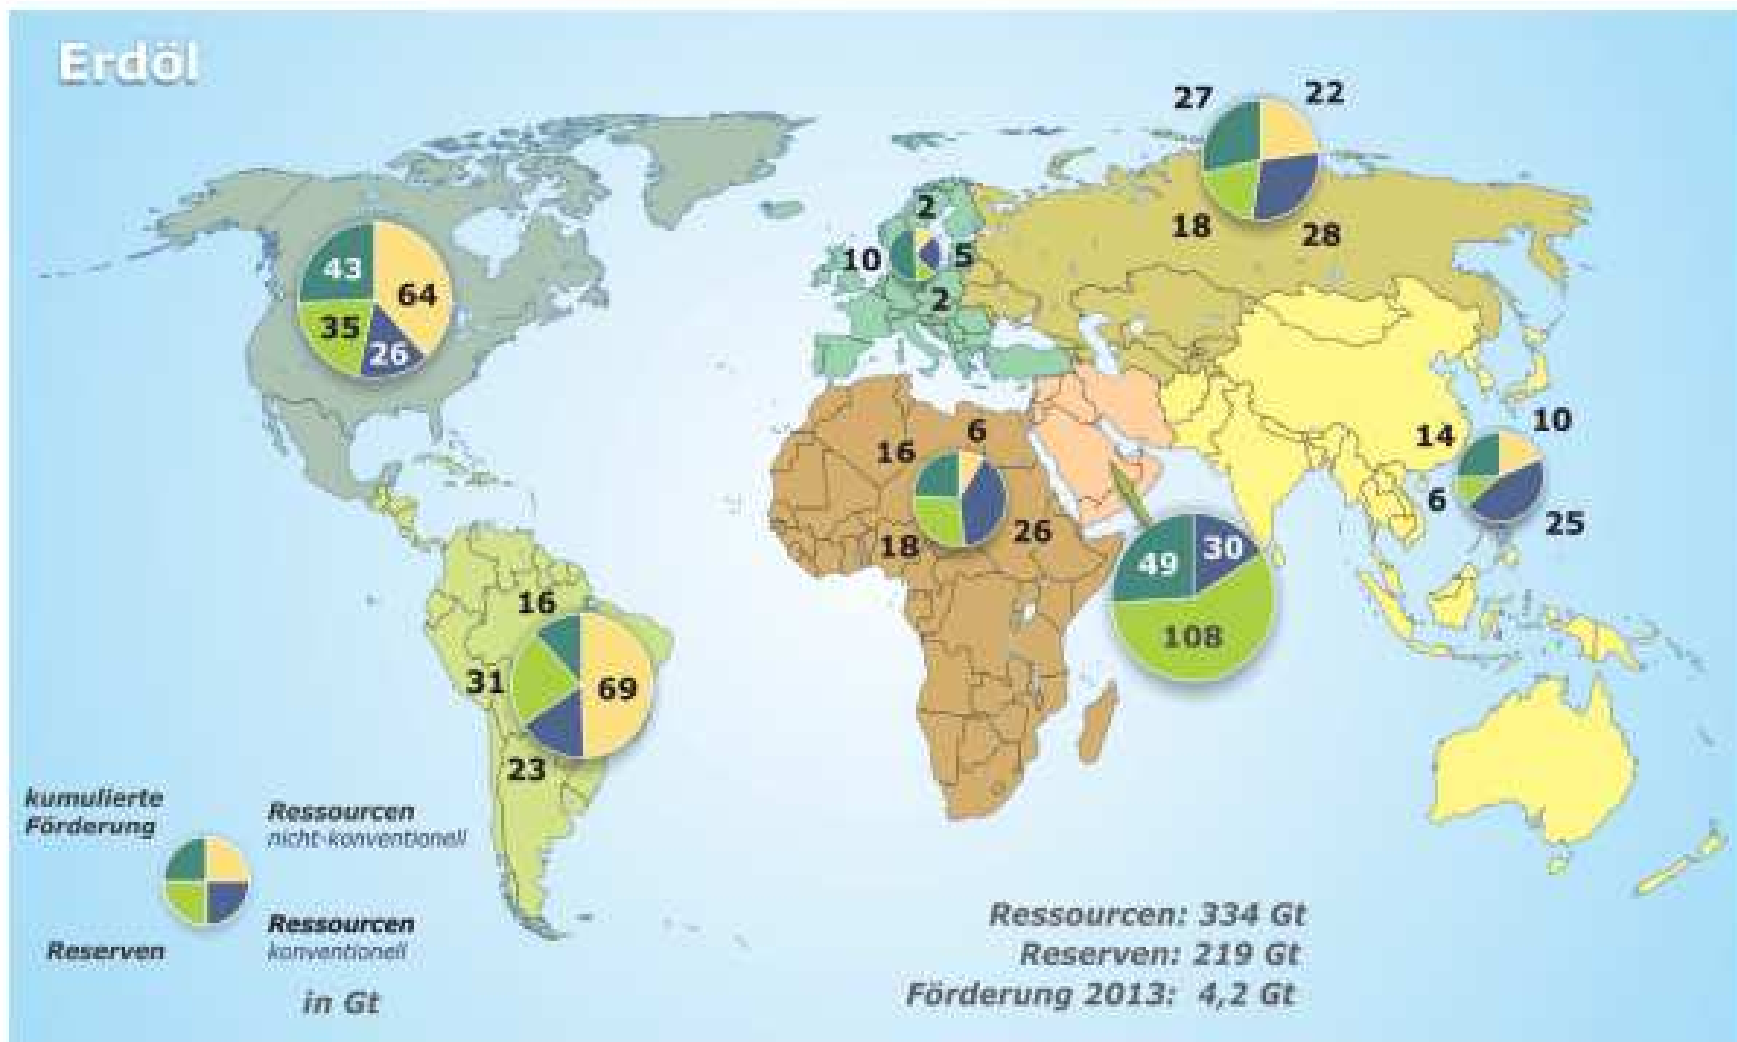 Erdöl
27
22
18
28
2
10
5
2
43
64
35
26
16
6
18
26
14
10
6
25
49
30
108
16
31
69
23
kumulierte
Förderung
Ressourcen
nicht-konventionell
Reserven
Ressourcen
konventionell
in Gt
Ressourcen: 334 Gt
Reserven: 219 Gt
Förderung 2013: 4,2 Gt